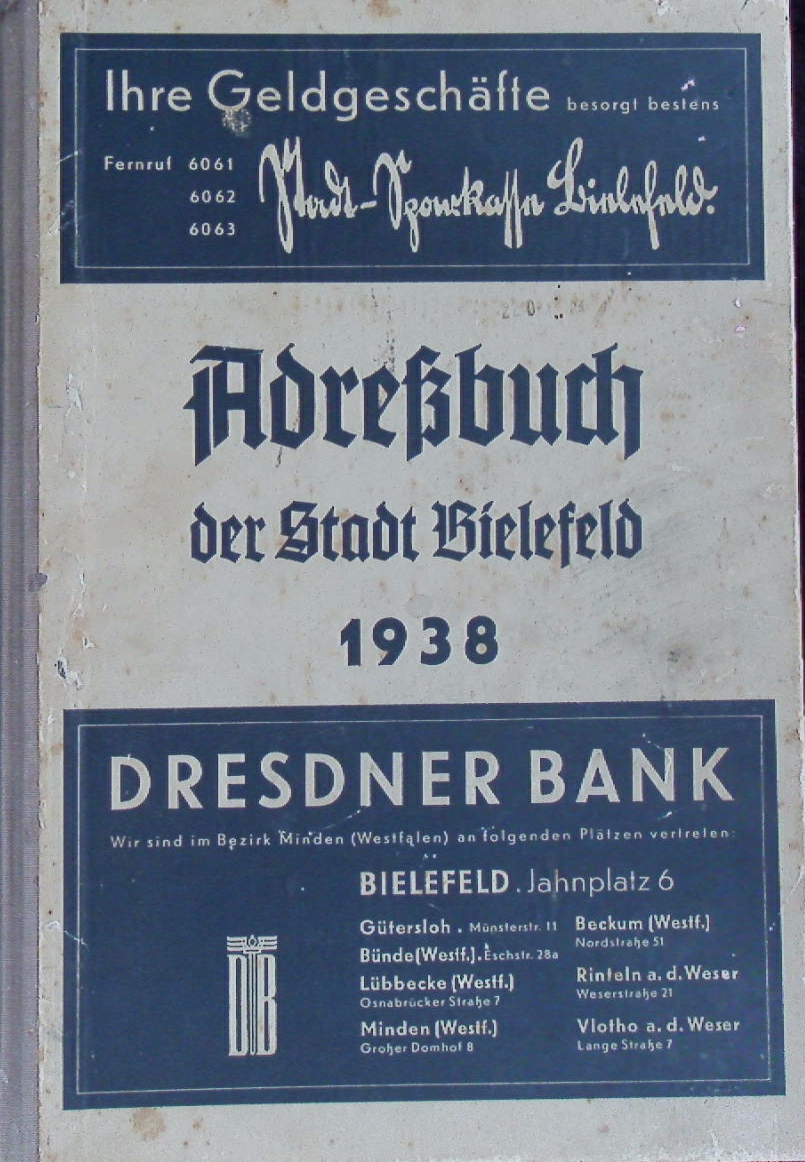 Ihre Geldgeschäfte besorgt bestens
Fernruf 6061
6062
6063
Stadt-Sparkasse Bielefeld.
Adreßbuch
der Stadt Bielefeld
1938
DRESDNER BANK
Wir sind im Bezirk Minden (Westfalen) an folgenden Plätzen vertreten:
BIELEFELD . Jahnplatz 6
Gütersloh . Münsterstr. 11
Bünde (Westf.) . Eschstr. 28a
Lübbecke (Westf.)
Osnabrücker Straße 7
Minden (Westf.)
Großer Domhof 8
Beckum (Westf.)
Nordstraße 51
Rinteln a. d. Weser
Weserstraße 21
Vlotho a. d. Weser
Lange Straße 7
DB